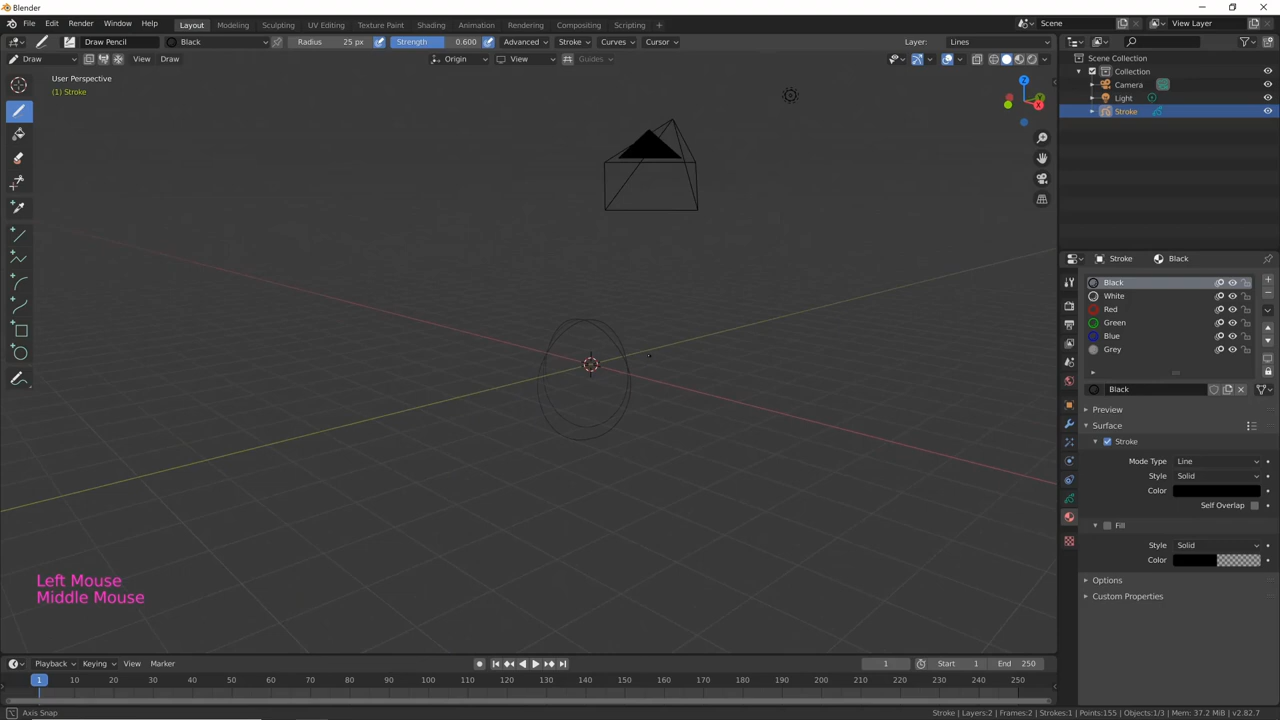 Blender
File Edit Render Window Help Layout Modeling Sculpting UV Editing Texture Paint Shading Animation Rendering Compositing Scripting + Scene View Layer
Draw Pencil Black Radius 25 px Strength 0.600 Advanced Stroke Curves Cursor Layer: Lines
Draw View Draw Origin View Guides
User Perspective
(1) Stroke
Z
Y
X
Scene Collection
Collection
Camera
Light
Stroke
Stroke Black
Black
White
Red
Green
Blue
Grey
Black
Preview
Surface
Stroke
Mode Type Line
Style Solid
Color
Self Overlap
Fill
Style Solid
Color
Options
Custom Properties
Left Mouse
Middle Mouse
Playback Keying View Marker 1 Start 1 End 250
1 10 20 30 40 50 60 70 80 90 100 110 120 130 140 150 160 170 180 190 200 210 220 230 240 250
Axis Snap Stroke | Layers:2 | Frames:2 | Strokes:1 | Points:155 | Objects:1/3 | Mem: 37.2 MiB | v2.82.7